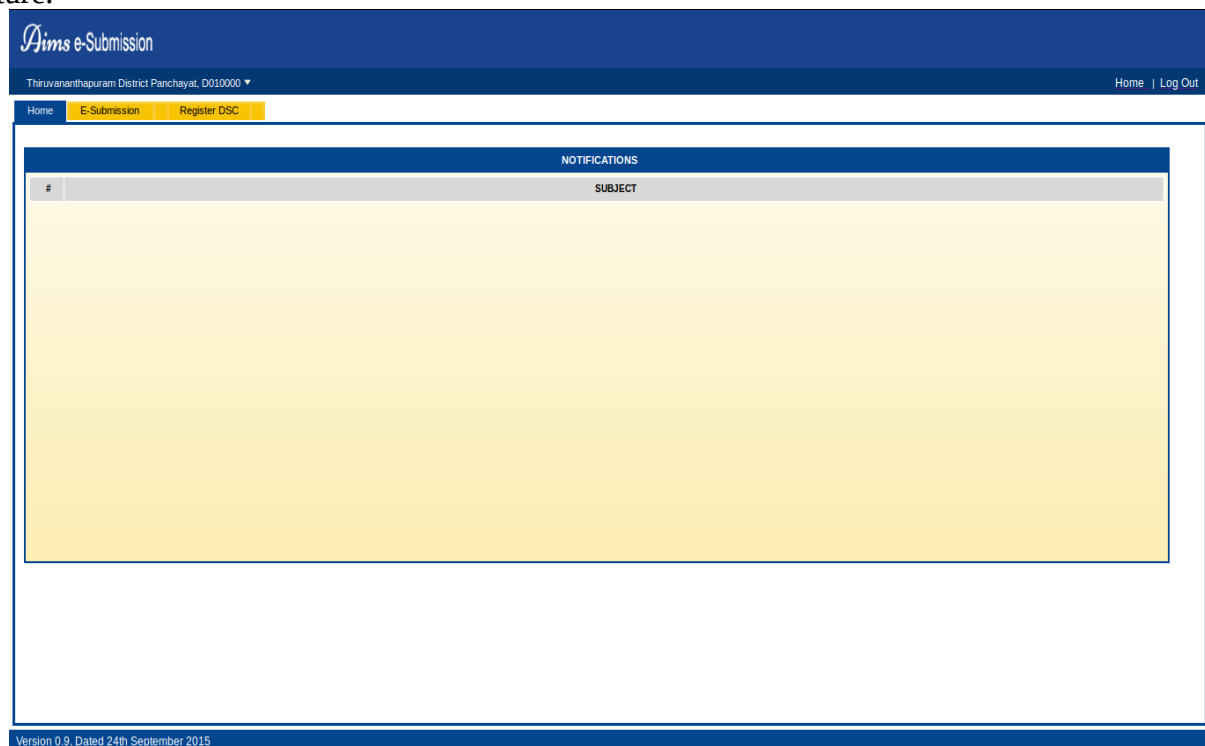 Aims e-Submission
Thiruvananthapuram District Panchayat, D010000 ▼ Home | Log Out
Home E-Submission Register DSC
NOTIFICATIONS
# SUBJECT
Version 0.9, Dated 24th September 2015